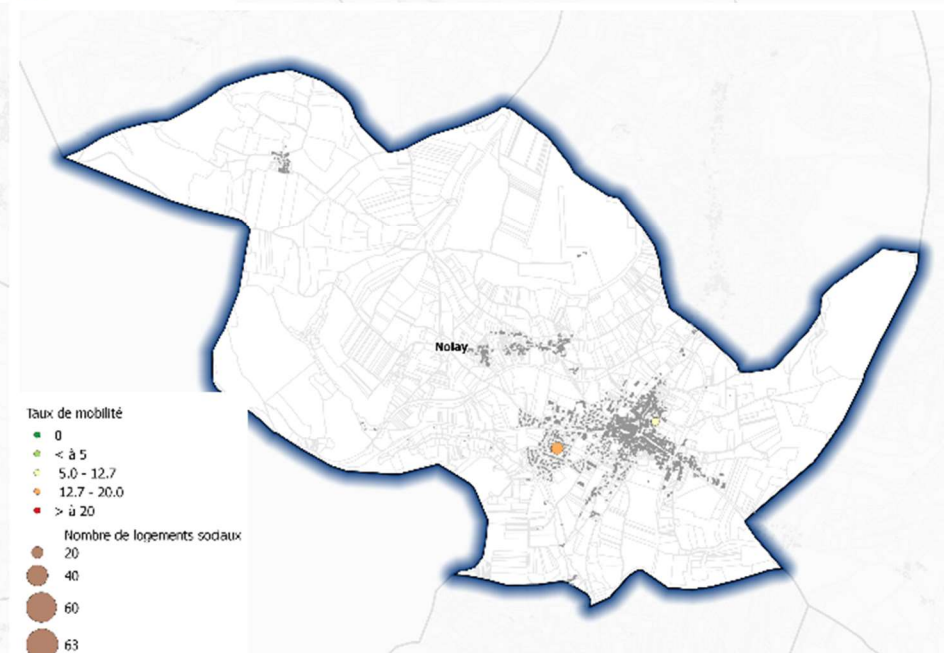 Nolay
Taux de mobilité
0
< à 5
5.0 - 12.7
12.7 - 20.0
> à 20
Nombre de logements sociaux
20
40
60
63